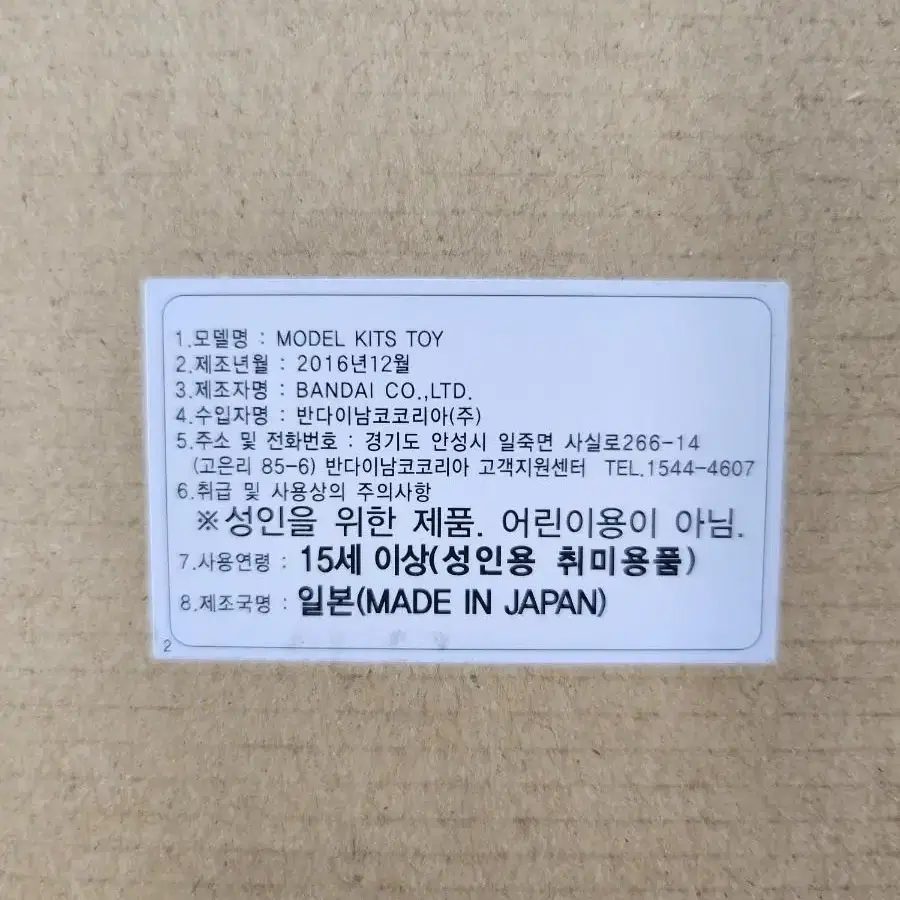 1.모델명 : MODEL KITS TOY
2.제조년월 : 2016년12월
3.제조자명 : BANDAI CO.,LTD.
4.수입자명 : 반다이남코코리아(주)
5.주소 및 전화번호 : 경기도 안성시 일죽면 사실로266-14
(고은리 85-6) 반다이남코코리아 고객지원센터 TEL.1544-4607
6.취급 및 사용상의 주의사항
※성인을 위한 제품. 어린이용이 아님.
7.사용연령 : 15세 이상(성인용 취미용품)
8.제조국명 : 일본(MADE IN JAPAN)
2